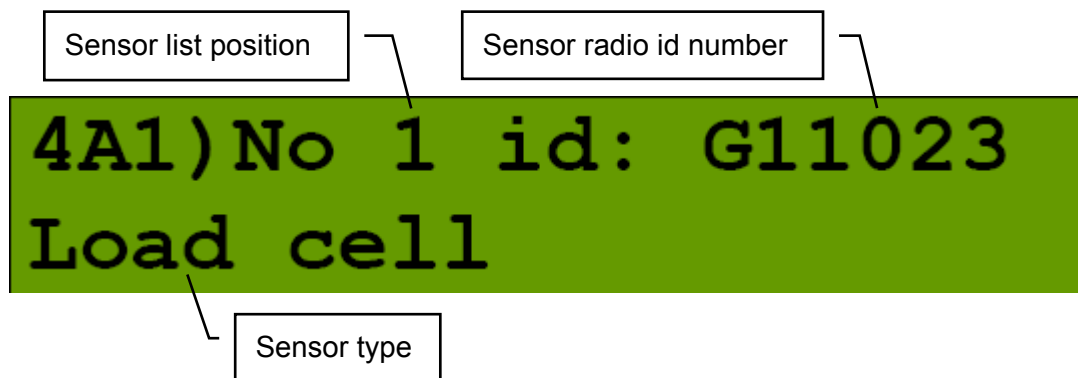 Sensor list position
Sensor radio id number
4A1)No 1 id: G11023
Load cell
Sensor type